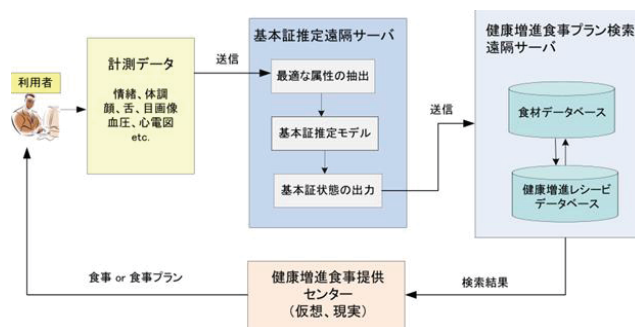 利用者
計測データ
情緒、体調
顔、舌、目画像
血圧、心電図
etc.
送信
基本証推定遠隔サーバ
最適な属性の抽出
基本証推定モデル
基本証状態の出力
送信
健康増進食事プラン検索
遠隔サーバ
食材データベース
健康増進レシービ
データベース
検索結果
健康増進食事提供
センター
(仮想、現実)
食事 or 食事プラン